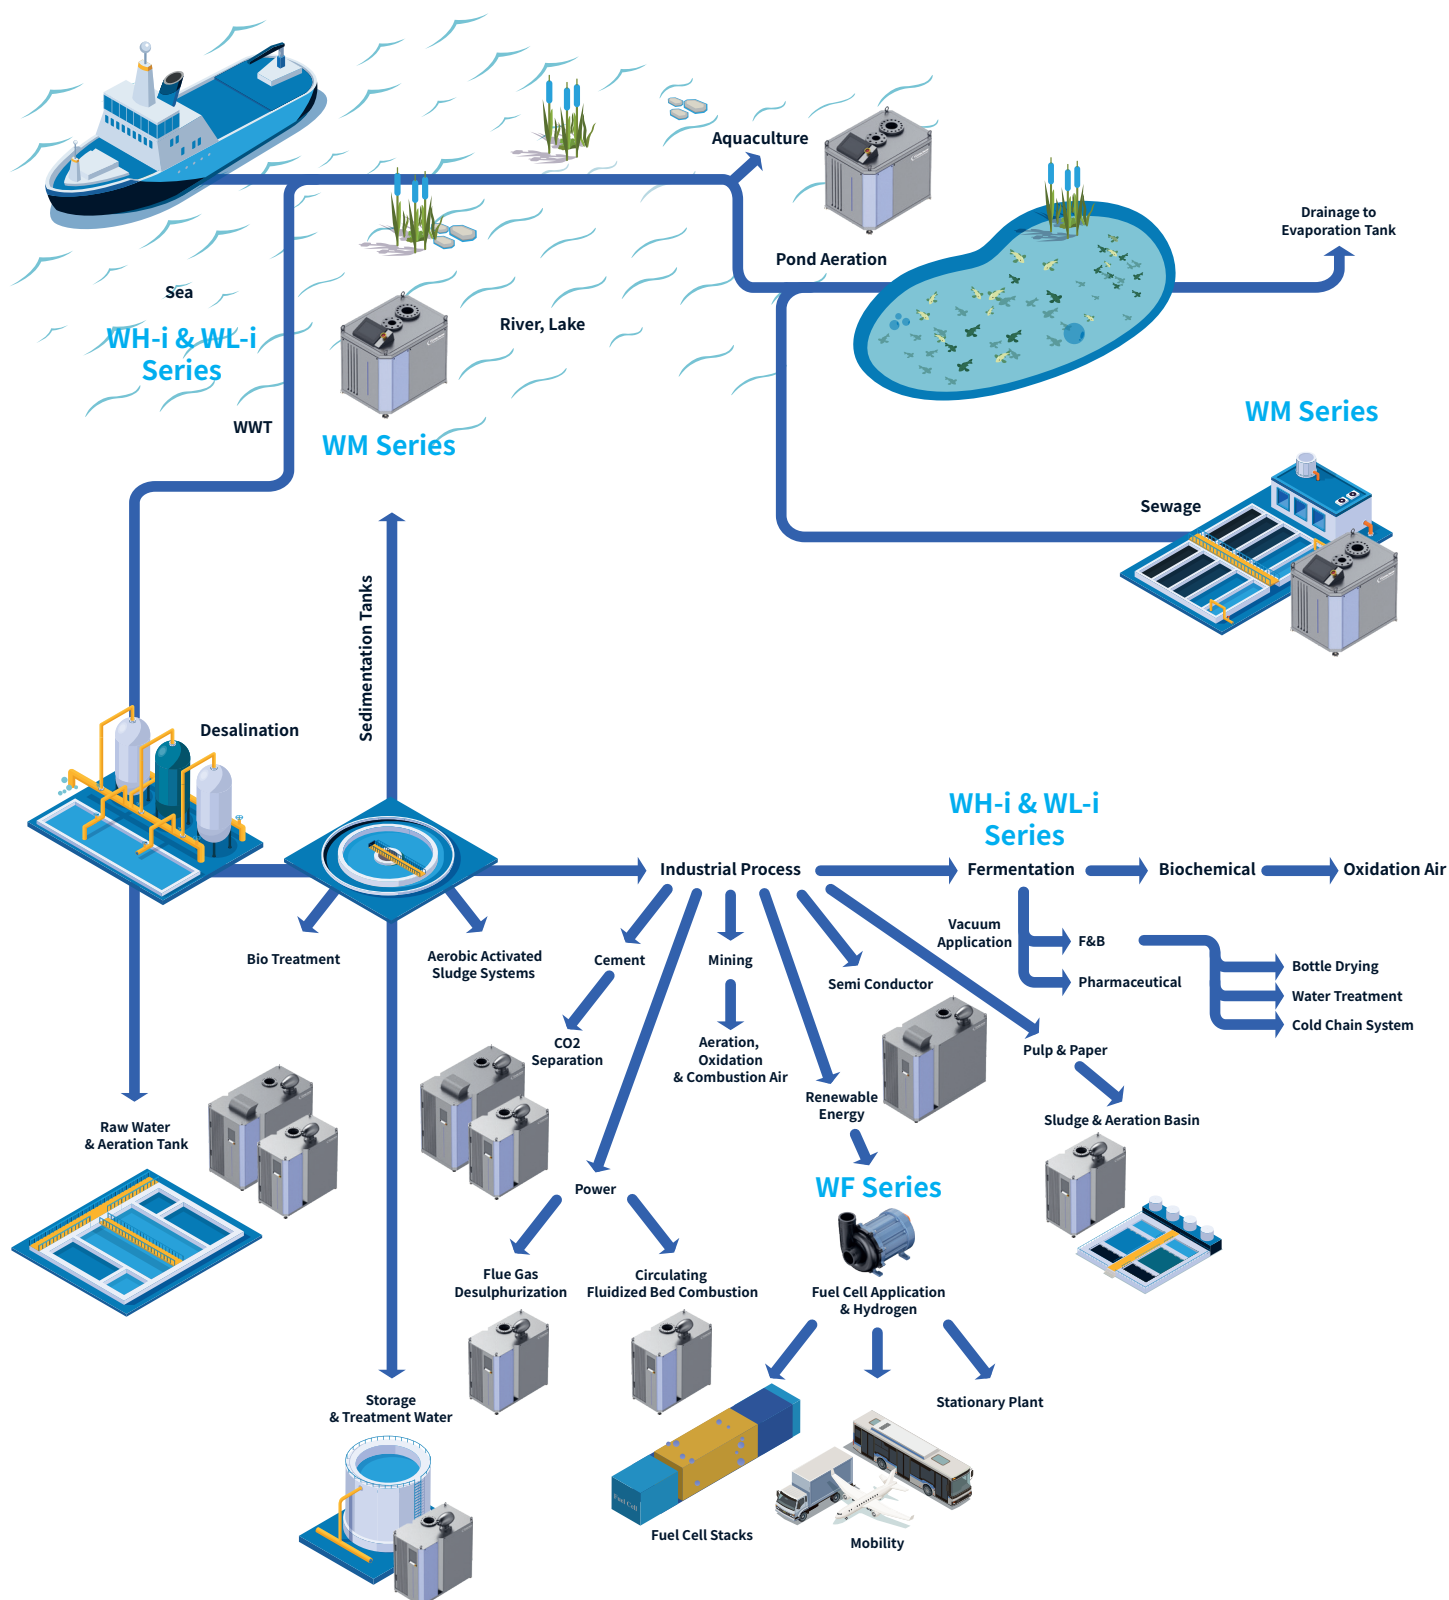 Aquaculture
Drainage to
Evaporation Tank
Pond Aeration
Sea
River, Lake
WH-i & WL-i
Series
WWT
WM Series
WM Series
Sewage
Sedimentation Tanks
Desalination
WH-i & WL-i
Series
Industrial Process
Fermentation
Biochemical
Oxidation Air
Vacuum
Application
F&B
Pharmaceutical
Bottle Drying
Water Treatment
Cold Chain System
Bio Treatment
Aerobic Activated
Sludge Systems
Cement
Mining
Semi Conductor
CO2
Separation
Aeration,
Oxidation
& Combustion Air
Pulp & Paper
Renewable
Energy
Sludge & Aeration Basin
Raw Water
& Aeration Tank
Power
WF Series
Flue Gas
Desulphurization
Circulating
Fluidized Bed Combustion
Fuel Cell Application
& Hydrogen
Storage
& Treatment Water
Stationary Plant
Fuel Cell
Fuel Cell Stacks
Mobility